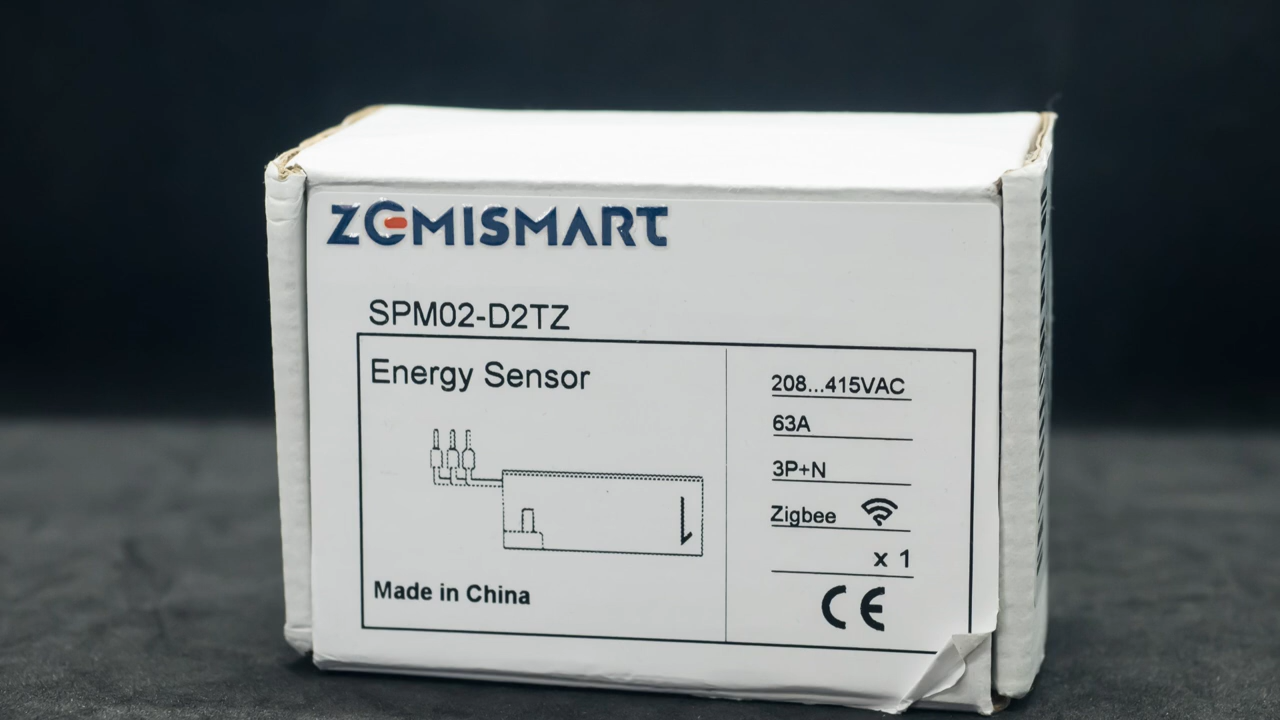 ZEMISMART
SPM02-D2TZ
Energy Sensor
208...415VAC
63A
3P+N
Zigbee
x 1
Made in China
CE